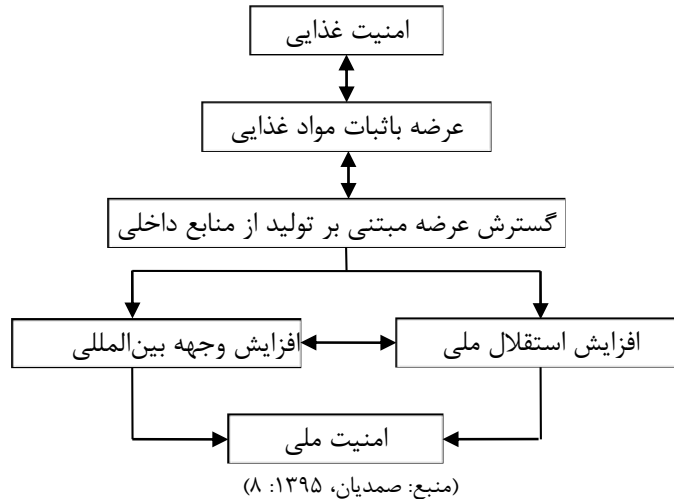 امنیت غذایی
عرضه باثبات مواد غذایی
گسترش عرضه مبتنی بر تولید از منابع داخلی
افزایش استقلال ملی
افزایش وجهه بین‌المللی
امنیت ملی
(منبع: صمدیان، ۱۳۹۵: ۸)